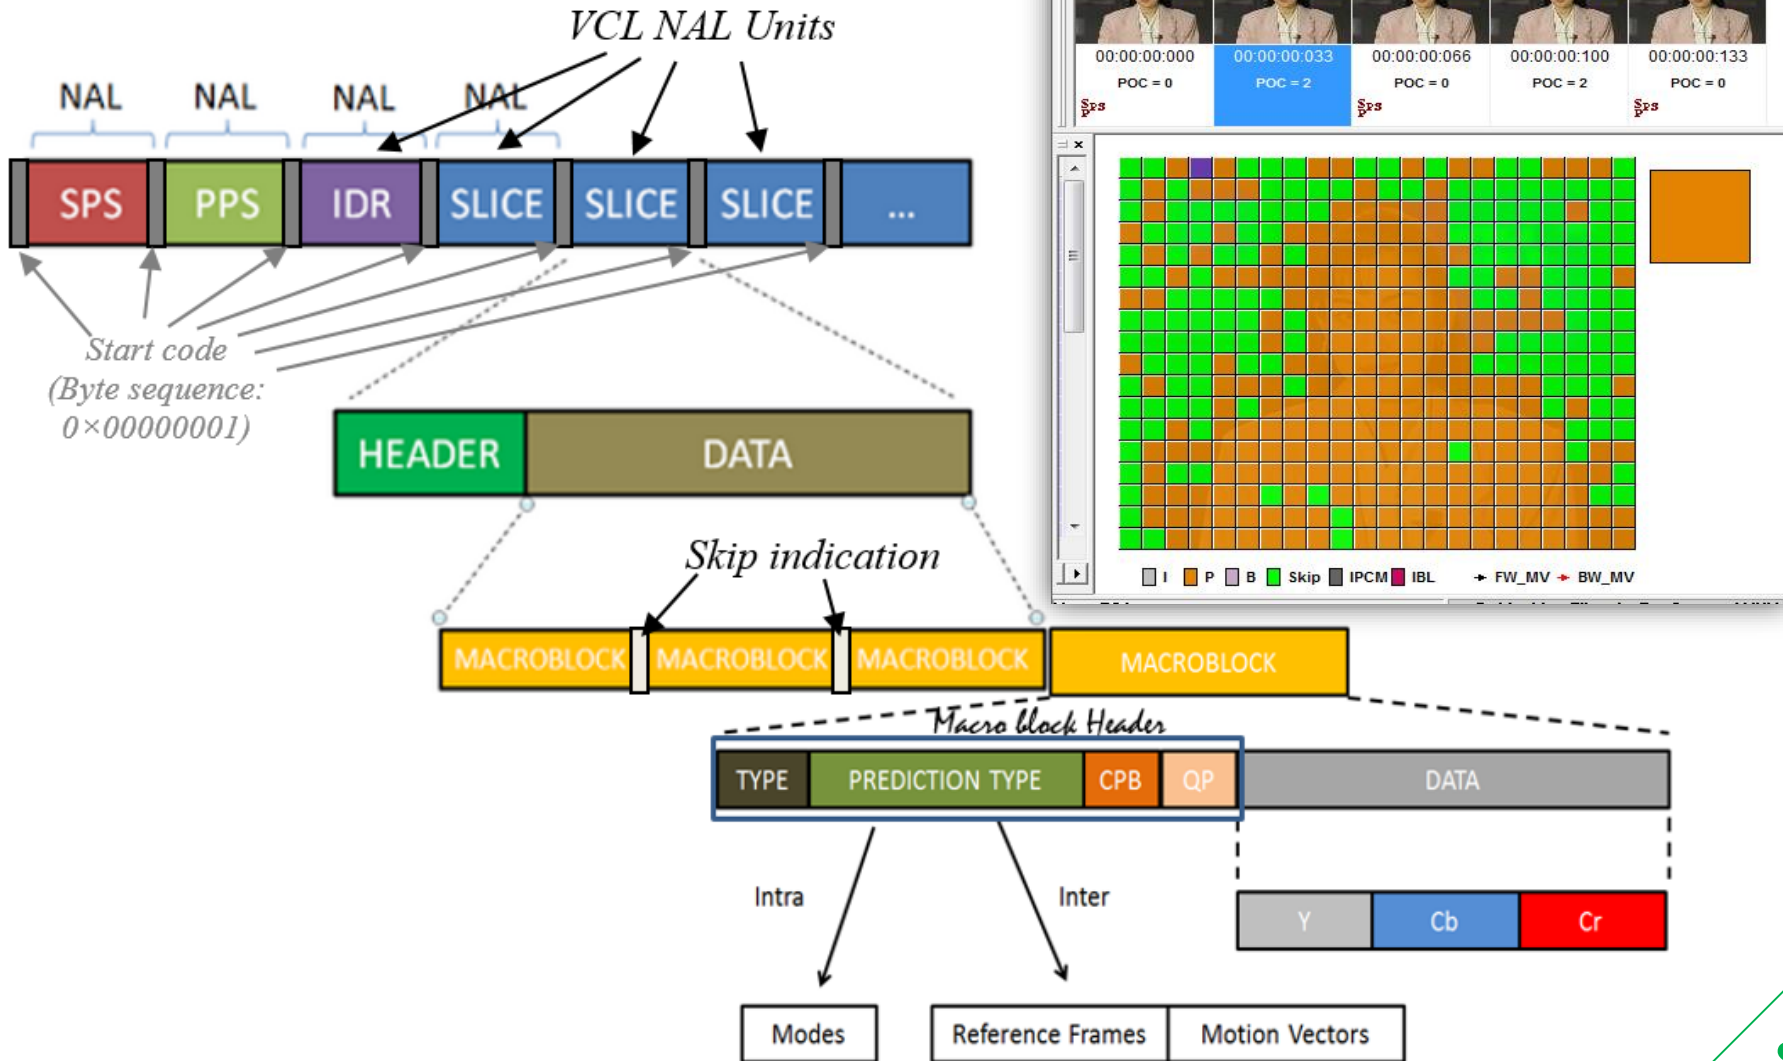 VCL NAL Units
NAL NAL NAL NAL
SPS PPS IDR SLICE SLICE SLICE ...
Start code
(Byte sequence:
0×00000001)
HEADER DATA
Skip indication
MACROBLOCK MACROBLOCK MACROBLOCK MACROBLOCK
Macro block Header
TYPE PREDICTION TYPE CPB QP DATA
Intra Inter
Y Cb Cr
Modes Reference Frames Motion Vectors
00:00:00:000 00:00:00:033 00:00:00:066 00:00:00:100 00:00:00:133
POC = 0 POC = 2 POC = 0 POC = 2 POC = 0
I P B Skip IPCM IBL FW_MV BW_MV